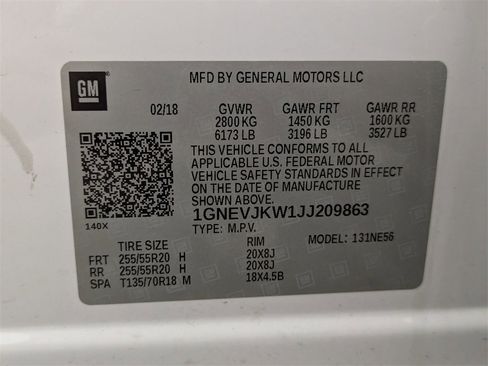 GM
MFD BY GENERAL MOTORS LLC
02/18 GVWR GAWR FRT GAWR RR
2800 KG 1450 KG 1600 KG
6173 LB 3196 LB 3527 LB
THIS VEHICLE CONFORMS TO ALL
APPLICABLE U.S. FEDERAL MOTOR
VEHICLE SAFETY STANDARDS IN EFFECT
ON THE DATE OF MANUFACTURE
SHOWN ABOVE.
1GNEVJKW1JJ209863
140X TYPE: M.P.V.
TIRE SIZE RIM MODEL: 131NE56
FRT 255/55R20 H 20X8J
RR 255/55R20 H 20X8J
SPA T135/70R18 M 18X4.5B